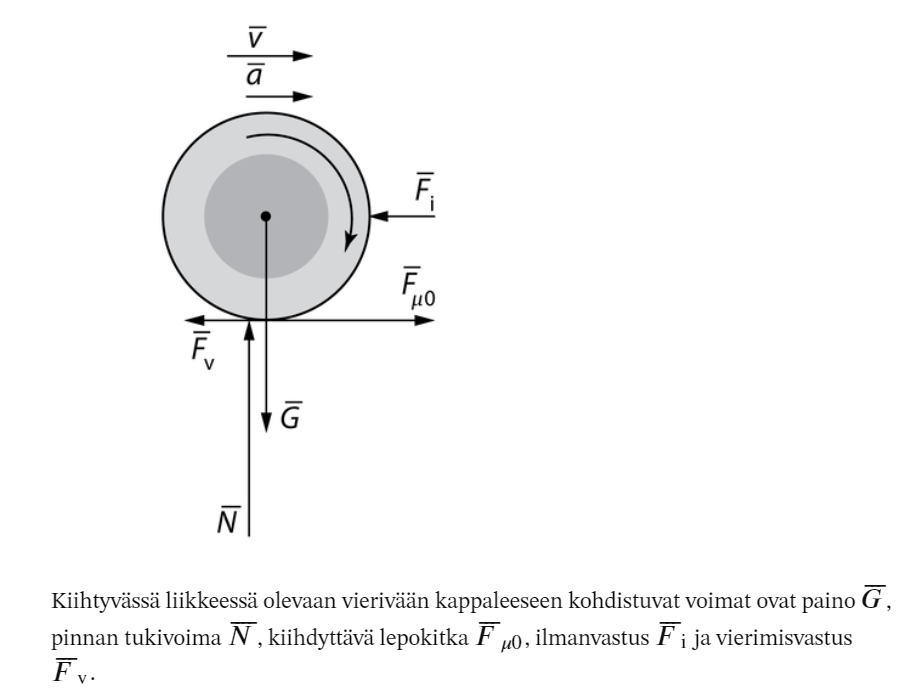 v̅
a̅
F̅i
F̅μ0
F̅v
G̅
N̅
Kiihtyvässä liikkeessä olevaan vierivään kappaleeseen kohdistuvat voimat ovat paino G̅,
pinnan tukivoima N̅, kiihdyttävä lepokitka F̅μ0, ilmanvastus F̅i ja vierimisvastus
F̅v.